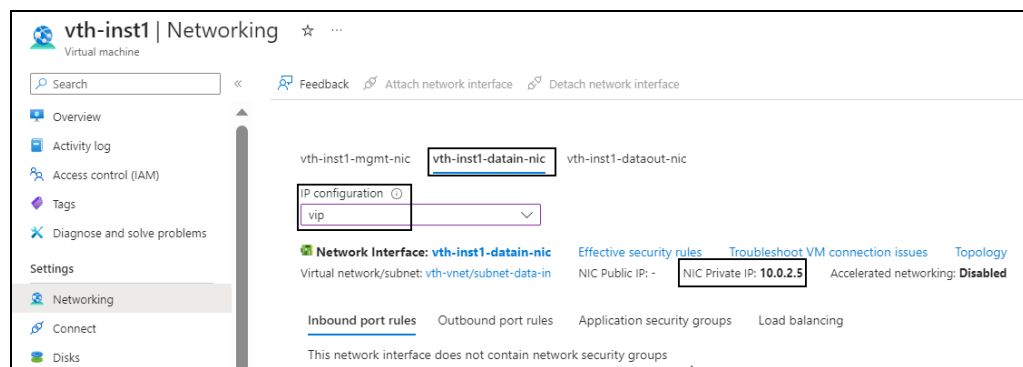 vth-inst1 | Networking ☆ ...
Virtual machine
Search «
Feedback Attach network interface Detach network interface
Overview
Activity log
Access control (IAM)
Tags
Diagnose and solve problems
Settings
Networking
Connect
Disks
vth-inst1-mgmt-nic vth-inst1-datain-nic vth-inst1-dataout-nic
IP configuration
vip
Network Interface: vth-inst1-datain-nic Effective security rules Troubleshoot VM connection issues Topology
Virtual network/subnet: vth-vnet/subnet-data-in NIC Public IP: - NIC Private IP: 10.0.2.5 Accelerated networking: Disabled
Inbound port rules Outbound port rules Application security groups Load balancing
This network interface does not contain network security groups